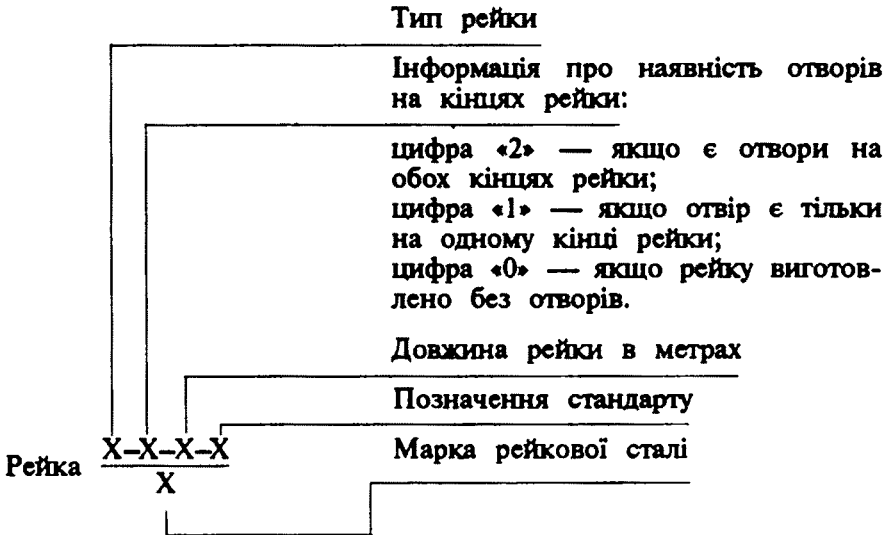 Тип рейки
Інформація про наявність отворів
на кінцях рейки:
цифра «2» — якщо є отвори на
обох кінцях рейки;
цифра «1» — якщо отвір є тільки
на одному кінці рейки;
цифра «0» — якщо рейку виготов-
лено без отворів.
Довжина рейки в метрах
Позначення стандарту
Марка рейкової сталі
Рейка X–X–X–X
X